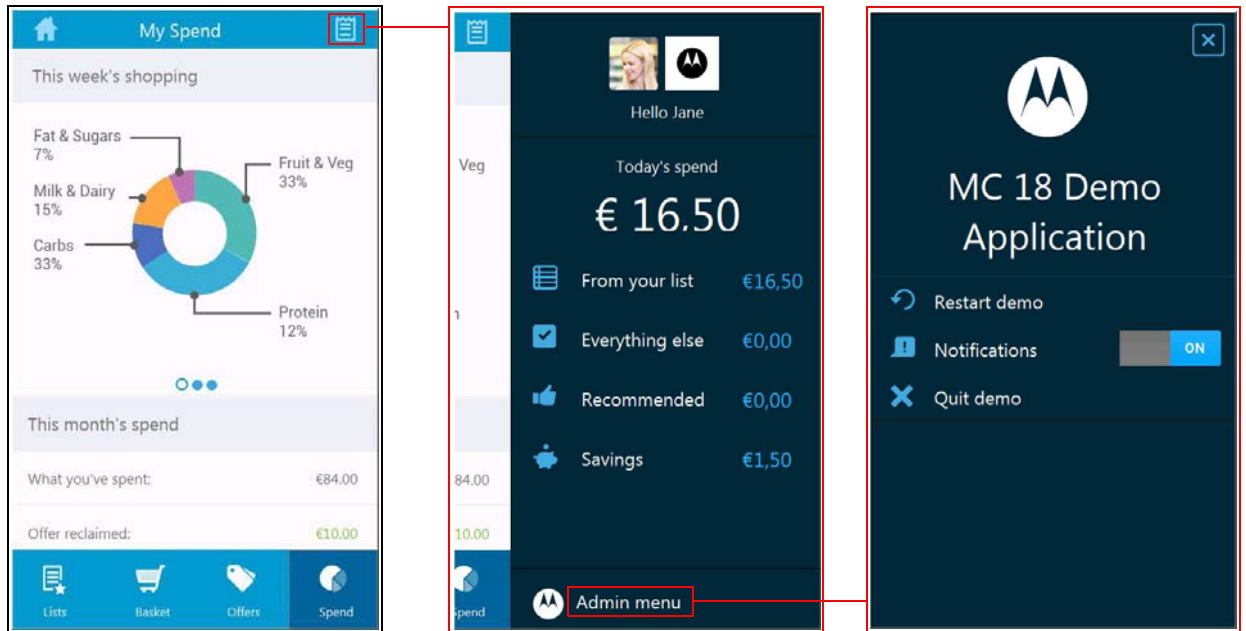 My Spend
This week's shopping
Fat & Sugars
7%
Fruit & Veg
33%
Milk & Dairy
15%
Carbs
33%
Protein
12%
This month's spend
What you've spent: €84.00
Offer reclaimed: €10.00
Lists Basket Offers Spend
Veg
n
84.00
10.00
Spend
Hello Jane
Today's spend
€ 16.50
From your list €16,50
Everything else €0,00
Recommended €0,00
Savings €1,50
Admin menu
MC 18 Demo
Application
Restart demo
Notifications ON
Quit demo